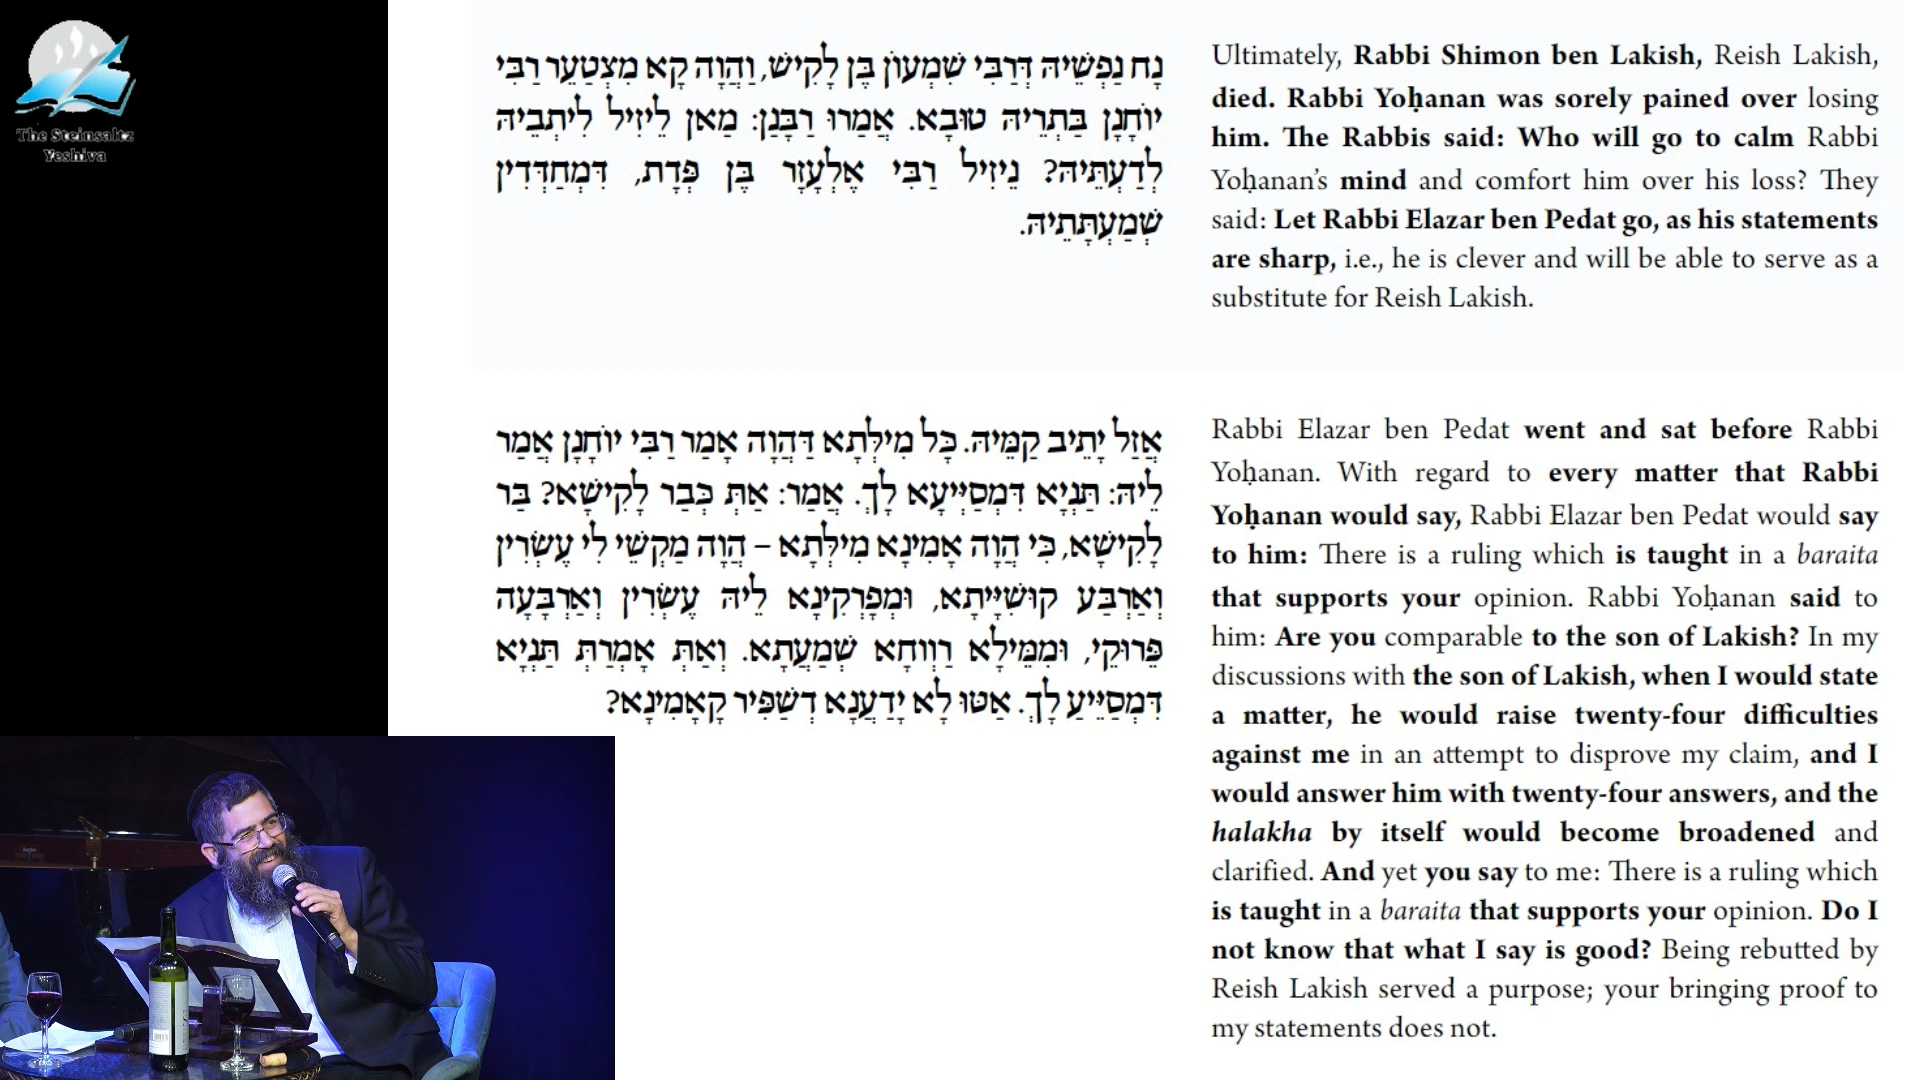 The Steinsaltz
Yeshiva
נָח נַפְשֵׁיהּ דְּרַבִּי שִׁמְעוֹן בֶּן לָקִישׁ, וַהֲוָה קָא מִצְטַעֵר רַבִּי
יוֹחָנָן בַּתְרֵיהּ טוּבָא. אֲמַרוּ רַבָּנַן: מַאן לֵיזִיל לִיתְבֵיהּ
לְדַעְתֵּיהּ? נֵיזִיל רַבִּי אֶלְעָזָר בֶּן פְּדָת, דִּמְחַדְּדִין
שְׁמַעְתָּתֵיהּ.
Ultimately, Rabbi Shimon ben Lakish, Reish Lakish,
died. Rabbi Yoḥanan was sorely pained over losing
him. The Rabbis said: Who will go to calm Rabbi
Yoḥanan’s mind and comfort him over his loss? They
said: Let Rabbi Elazar ben Pedat go, as his statements
are sharp, i.e., he is clever and will be able to serve as a
substitute for Reish Lakish.
אֲזַל יָתֵיב קַמֵּיהּ. כָּל מִילְּתָא דַּהֲוָה אָמַר רַבִּי יוֹחָנָן אֲמַר
לֵיהּ: תַּנְיָא דִּמְסַיְּיעָא לָךְ. אֲמַר: אַתְּ כְּבַר לָקִישָׁא? בַּר
לָקִישָׁא, כִּי הֲוָה אָמֵינָא מִילְּתָא – הֲוָה מַקְשֵׁי לִי עֶשְׂרִין
וְאַרְבַּע קוּשְׁיָיתָא, וּמְפָרֵקְינָא לֵיהּ עֶשְׂרִין וְאַרְבָּעָה
פֵּרוּקֵי, וּמִמֵּילָא רָוְוחָא שְׁמַעְתָּא. וְאַתְּ אָמְרַתְּ תַּנְיָא
דִּמְסַיֵּיעַ לָךְ. אַטּוּ לָא יָדַעְנָא דְּשַׁפִּיר קָאָמֵינָא?
Rabbi Elazar ben Pedat went and sat before Rabbi
Yoḥanan. With regard to every matter that Rabbi
Yoḥanan would say, Rabbi Elazar ben Pedat would say
to him: There is a ruling which is taught in a baraita
that supports your opinion. Rabbi Yoḥanan said to
him: Are you comparable to the son of Lakish? In my
discussions with the son of Lakish, when I would state
a matter, he would raise twenty-four difficulties
against me in an attempt to disprove my claim, and I
would answer him with twenty-four answers, and the
halakha by itself would become broadened and
clarified. And yet you say to me: There is a ruling which
is taught in a baraita that supports your opinion. Do I
not know that what I say is good? Being rebutted by
Reish Lakish served a purpose; your bringing proof to
my statements does not.